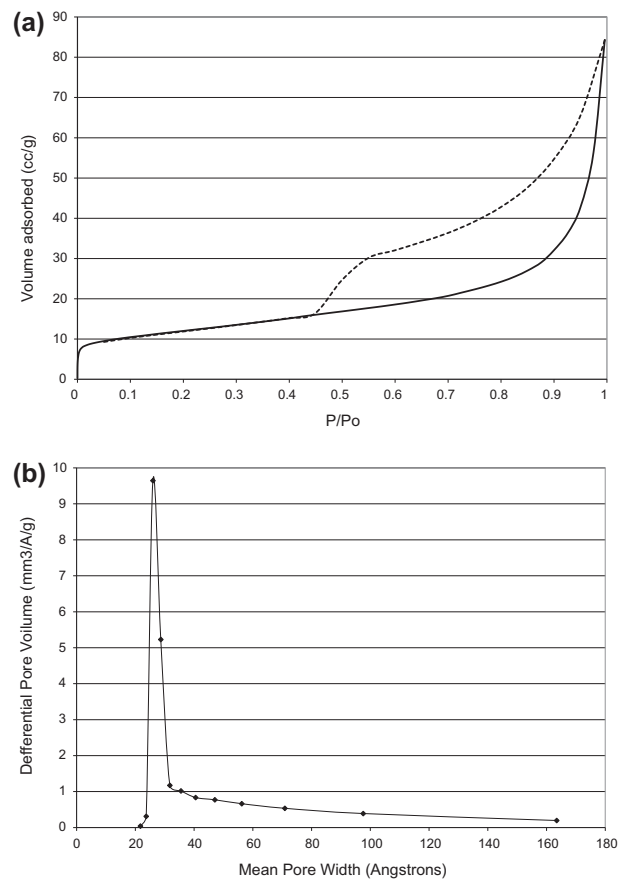 (a)
90
80
70
60
50
40
30
20
10
0
Volume adsorbed (cc/g)
0 0.1 0.2 0.3 0.4 0.5 0.6 0.7 0.8 0.9 1
P/Po
(b)
10
9
8
7
6
5
4
3
2
1
0
Defferential Pore Voilume (mm3/A/g)
0 20 40 60 80 100 120 140 160 180
Mean Pore Width (Angstrons)